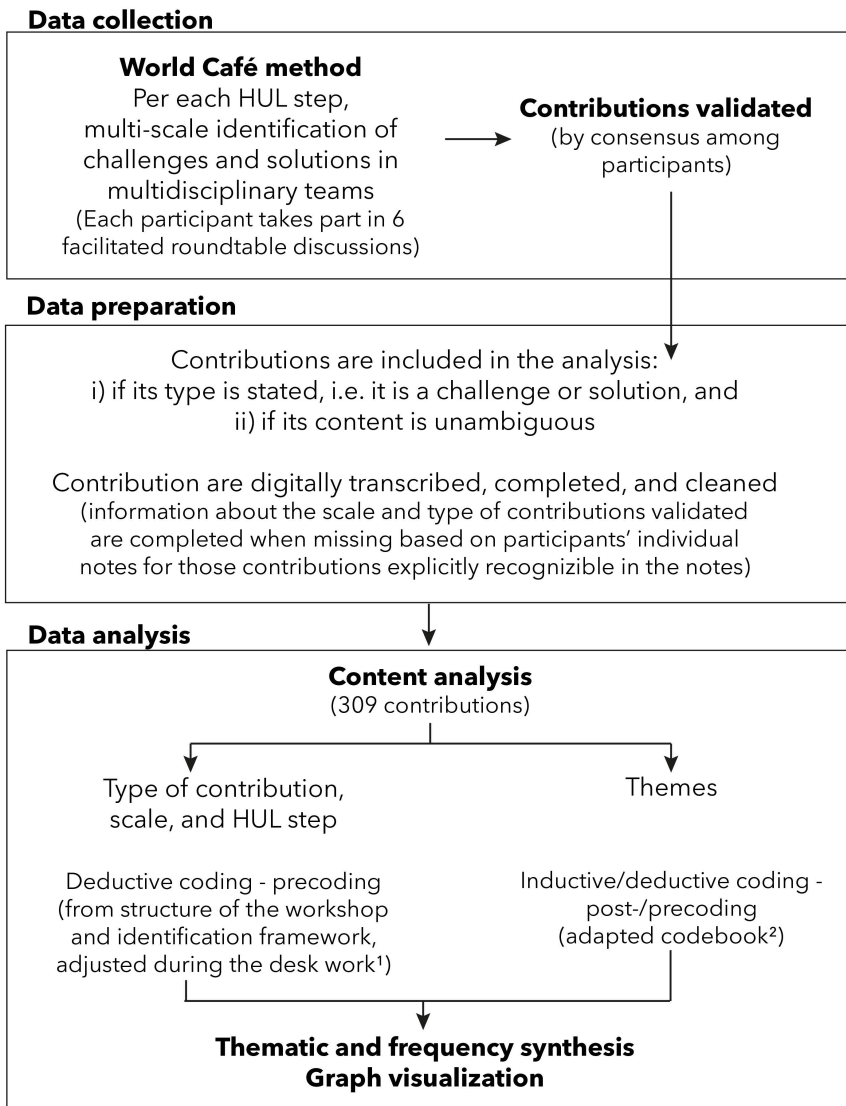 Data collection
World Café method
Per each HUL step,
multi-scale identification of
challenges and solutions in
multidisciplinary teams
(Each participant takes part in 6
facilitated roundtable discussions)
Contributions validated
(by consensus among
participants)
Data preparation
Contributions are included in the analysis:
i) if its type is stated, i.e. it is a challenge or solution, and
ii) if its content is unambiguous
Contribution are digitally transcribed, completed, and cleaned
(information about the scale and type of contributions validated
are completed when missing based on participants’ individual
notes for those contributions explicitly recognizible in the notes)
Data analysis
Content analysis
(309 contributions)
Type of contribution,
scale, and HUL step
Deductive coding - precoding
(from structure of the workshop
and identification framework,
adjusted during the desk work¹)
Themes
Inductive/deductive coding -
post-/precoding
(adapted codebook²)
Thematic and frequency synthesis
Graph visualization